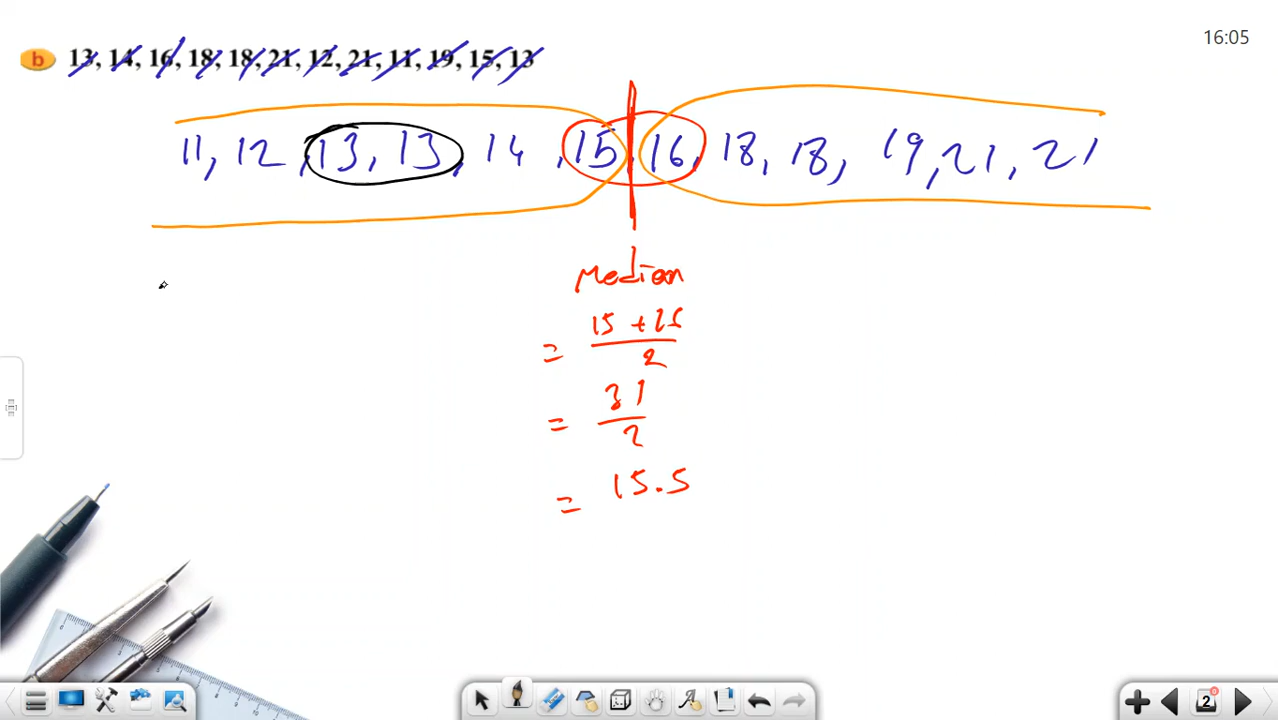 16:05
b 13, 14, 16, 18, 18, 21, 12, 21, 11, 19, 15, 13
11, 12, 13, 13, 14, 15, 16, 18, 18, 19, 21, 21
Median
= 15 + 16 / 2
= 31 / 2
= 15.5
2